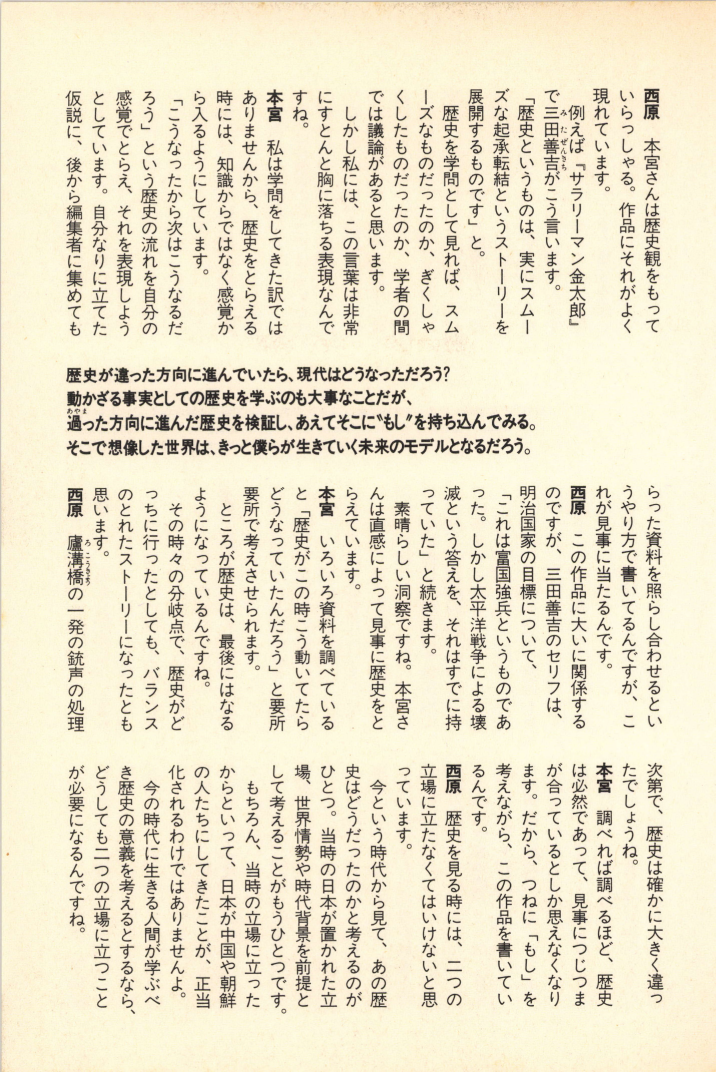 西原　本宮さんは歴史観をもって
いらっしゃる。作品にそれがよく
現れています。
　例えば『サラリーマン金太郎』
で三田善吉がこう言います。
「歴史というものは、実にスムー
ズな起承転結というストーリーを
展開するものです」と。
　歴史を学問として見れば、スム
ーズなものだったのか、ぎくしゃ
くしたものだったのか、学者の間
では議論があると思います。
　しかし私には、この言葉は非常
にすとんと胸に落ちる表現なんで
すね。
本宮　私は学問をしてきた訳では
ありませんから、歴史をとらえる
時には、知識からではなく感覚か
ら入るようにしています。
「こうなったから次はこうなるだ
ろう」という歴史の流れを自分の
感覚でとらえ、それを表現しよう
としています。自分なりに立てた
仮説に、後から編集者に集めても
歴史が違った方向に進んでいたら、現代はどうなっただろう?
動かざる事実としての歴史を学ぶのも大事なことだが、
過った方向に進んだ歴史を検証し、あえてそこに〝もし〟を持ち込んでみる。
そこで想像した世界は、きっと僕らが生きていく未来のモデルとなるだろう。
らった資料を照らし合わせるとい
うやり方で書いてるんですが、こ
れが見事に当たるんです。
西原　この作品に大いに関係する
のですが、三田善吉のセリフは、
明治国家の目標について、
「これは富国強兵というものであ
った。しかし太平洋戦争による壊
滅という答えを、それはすでに持
っていた」と続きます。
　素晴らしい洞察ですね。本宮さ
んは直感によって見事に歴史をと
らえています。
本宮　いろいろ資料を調べている
と「歴史がこの時こう動いてたら
どうなっていたんだろう」と要所
要所で考えさせられます。
　ところが歴史は、最後にはなる
ようになっているんですね。
　その時々の分岐点で、歴史がど
っちに行ったとしても、バランス
のとれたストーリーになったとも
思います。
西原　廬溝橋の一発の銃声の処理
次第で、歴史は確かに大きく違っ
たでしょうね。
本宮　調べれば調べるほど、歴史
は必然であって、見事につじつま
が合っているとしか思えなくなり
ます。だから、つねに「もし」を
考えながら、この作品を書いてい
るんです。
西原　歴史を見る時には、二つの
立場に立たなくてはいけないと思
っています。
　今という時代から見て、あの歴
史はどうだったのかと考えるのが
ひとつ。当時の日本が置かれた立
場、世界情勢や時代背景を前提と
して考えることがもうひとつです。
　もちろん、当時の立場に立った
からといって、日本が中国や朝鮮
の人たちにしてきたことが、正当
化されるわけではありませんよ。
　今の時代に生きる人間が学ぶべ
き歴史の意義を考えるとするなら、
どうしても二つの立場に立つこと
が必要になるんですね。